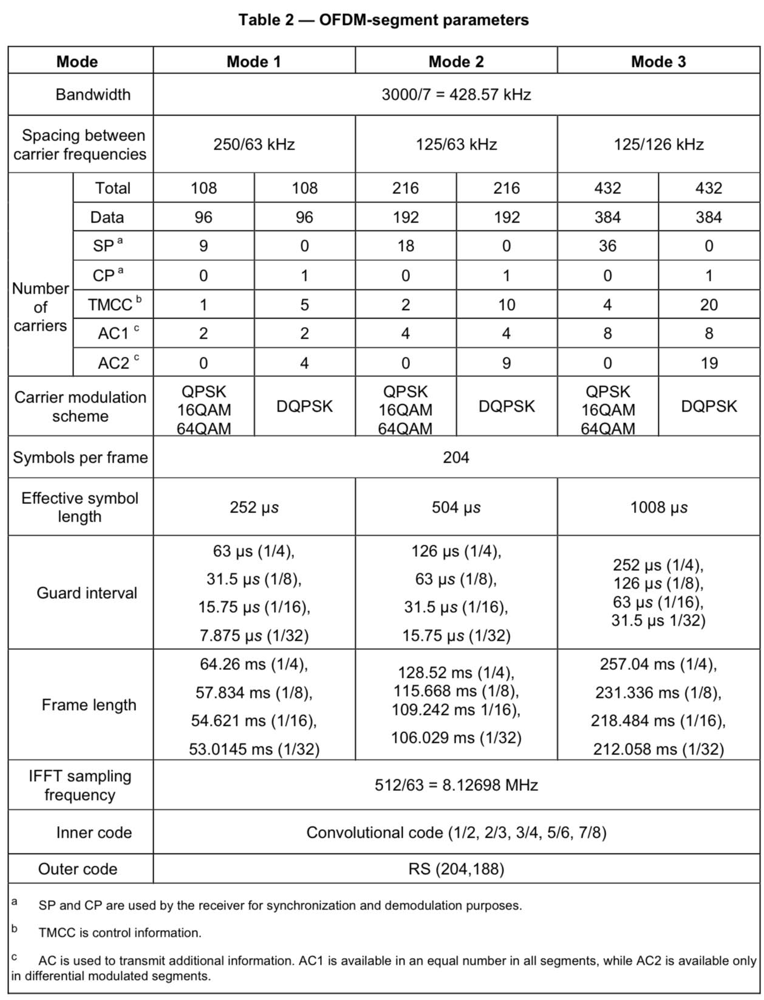 Table 2 — OFDM-segment parameters
Mode Mode 1 Mode 2 Mode 3
Bandwidth 3000/7 = 428.57 kHz
Spacing between
carrier frequencies 250/63 kHz 125/63 kHz 125/126 kHz
Number
of
carriers
Total 108 108 216 216 432 432
Data 96 96 192 192 384 384
SP a 9 0 18 0 36 0
CP a 0 1 0 1 0 1
TMCC b 1 5 2 10 4 20
AC1 c 2 2 4 4 8 8
AC2 c 0 4 0 9 0 19
Carrier modulation
scheme
QPSK
16QAM
64QAM
DQPSK
QPSK
16QAM
64QAM
DQPSK
QPSK
16QAM
64QAM
DQPSK
Symbols per frame 204
Effective symbol
length 252 μs 504 μs 1008 μs
Guard interval
63 μs (1/4),
31.5 μs (1/8),
15.75 μs (1/16),
7.875 μs (1/32)
126 μs (1/4),
63 μs (1/8),
31.5 μs (1/16),
15.75 μs (1/32)
252 μs (1/4),
126 μs (1/8),
63 μs (1/16),
31.5 μs 1/32)
Frame length
64.26 ms (1/4),
57.834 ms (1/8),
54.621 ms (1/16),
53.0145 ms (1/32)
128.52 ms (1/4),
115.668 ms (1/8),
109.242 ms 1/16),
106.029 ms (1/32)
257.04 ms (1/4),
231.336 ms (1/8),
218.484 ms (1/16),
212.058 ms (1/32)
IFFT sampling
frequency 512/63 = 8.12698 MHz
Inner code Convolutional code (1/2, 2/3, 3/4, 5/6, 7/8)
Outer code RS (204,188)
a SP and CP are used by the receiver for synchronization and demodulation purposes.
b TMCC is control information.
c AC is used to transmit additional information. AC1 is available in an equal number in all segments, while AC2 is available only
in differential modulated segments.